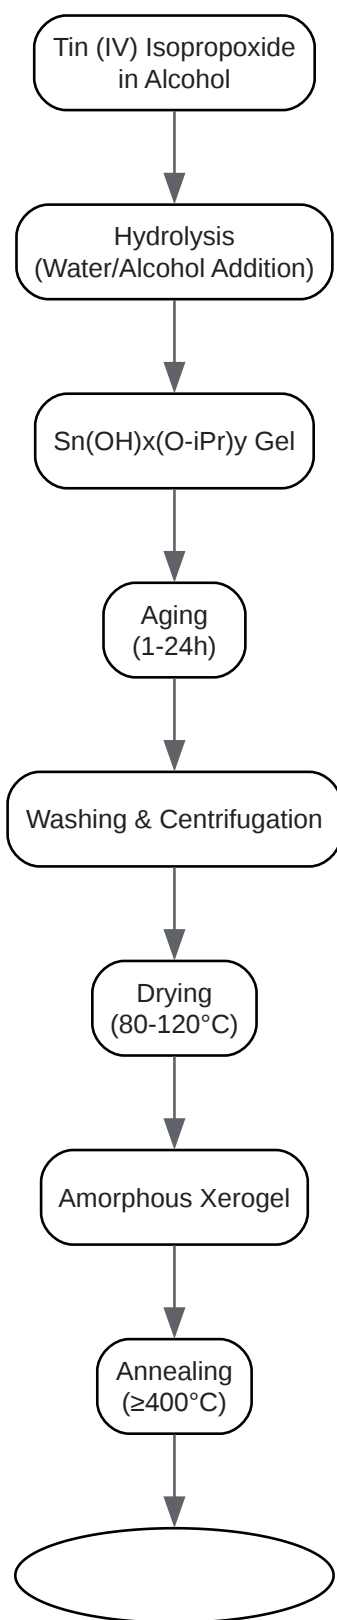 Tin (IV) Isopropoxide
in Alcohol
Hydrolysis
(Water/Alcohol Addition)
Sn(OH)x(O-iPr)y Gel
Aging
(1-24h)
Washing & Centrifugation
Drying
(80-120°C)
Amorphous Xerogel
Annealing
(≥400°C)